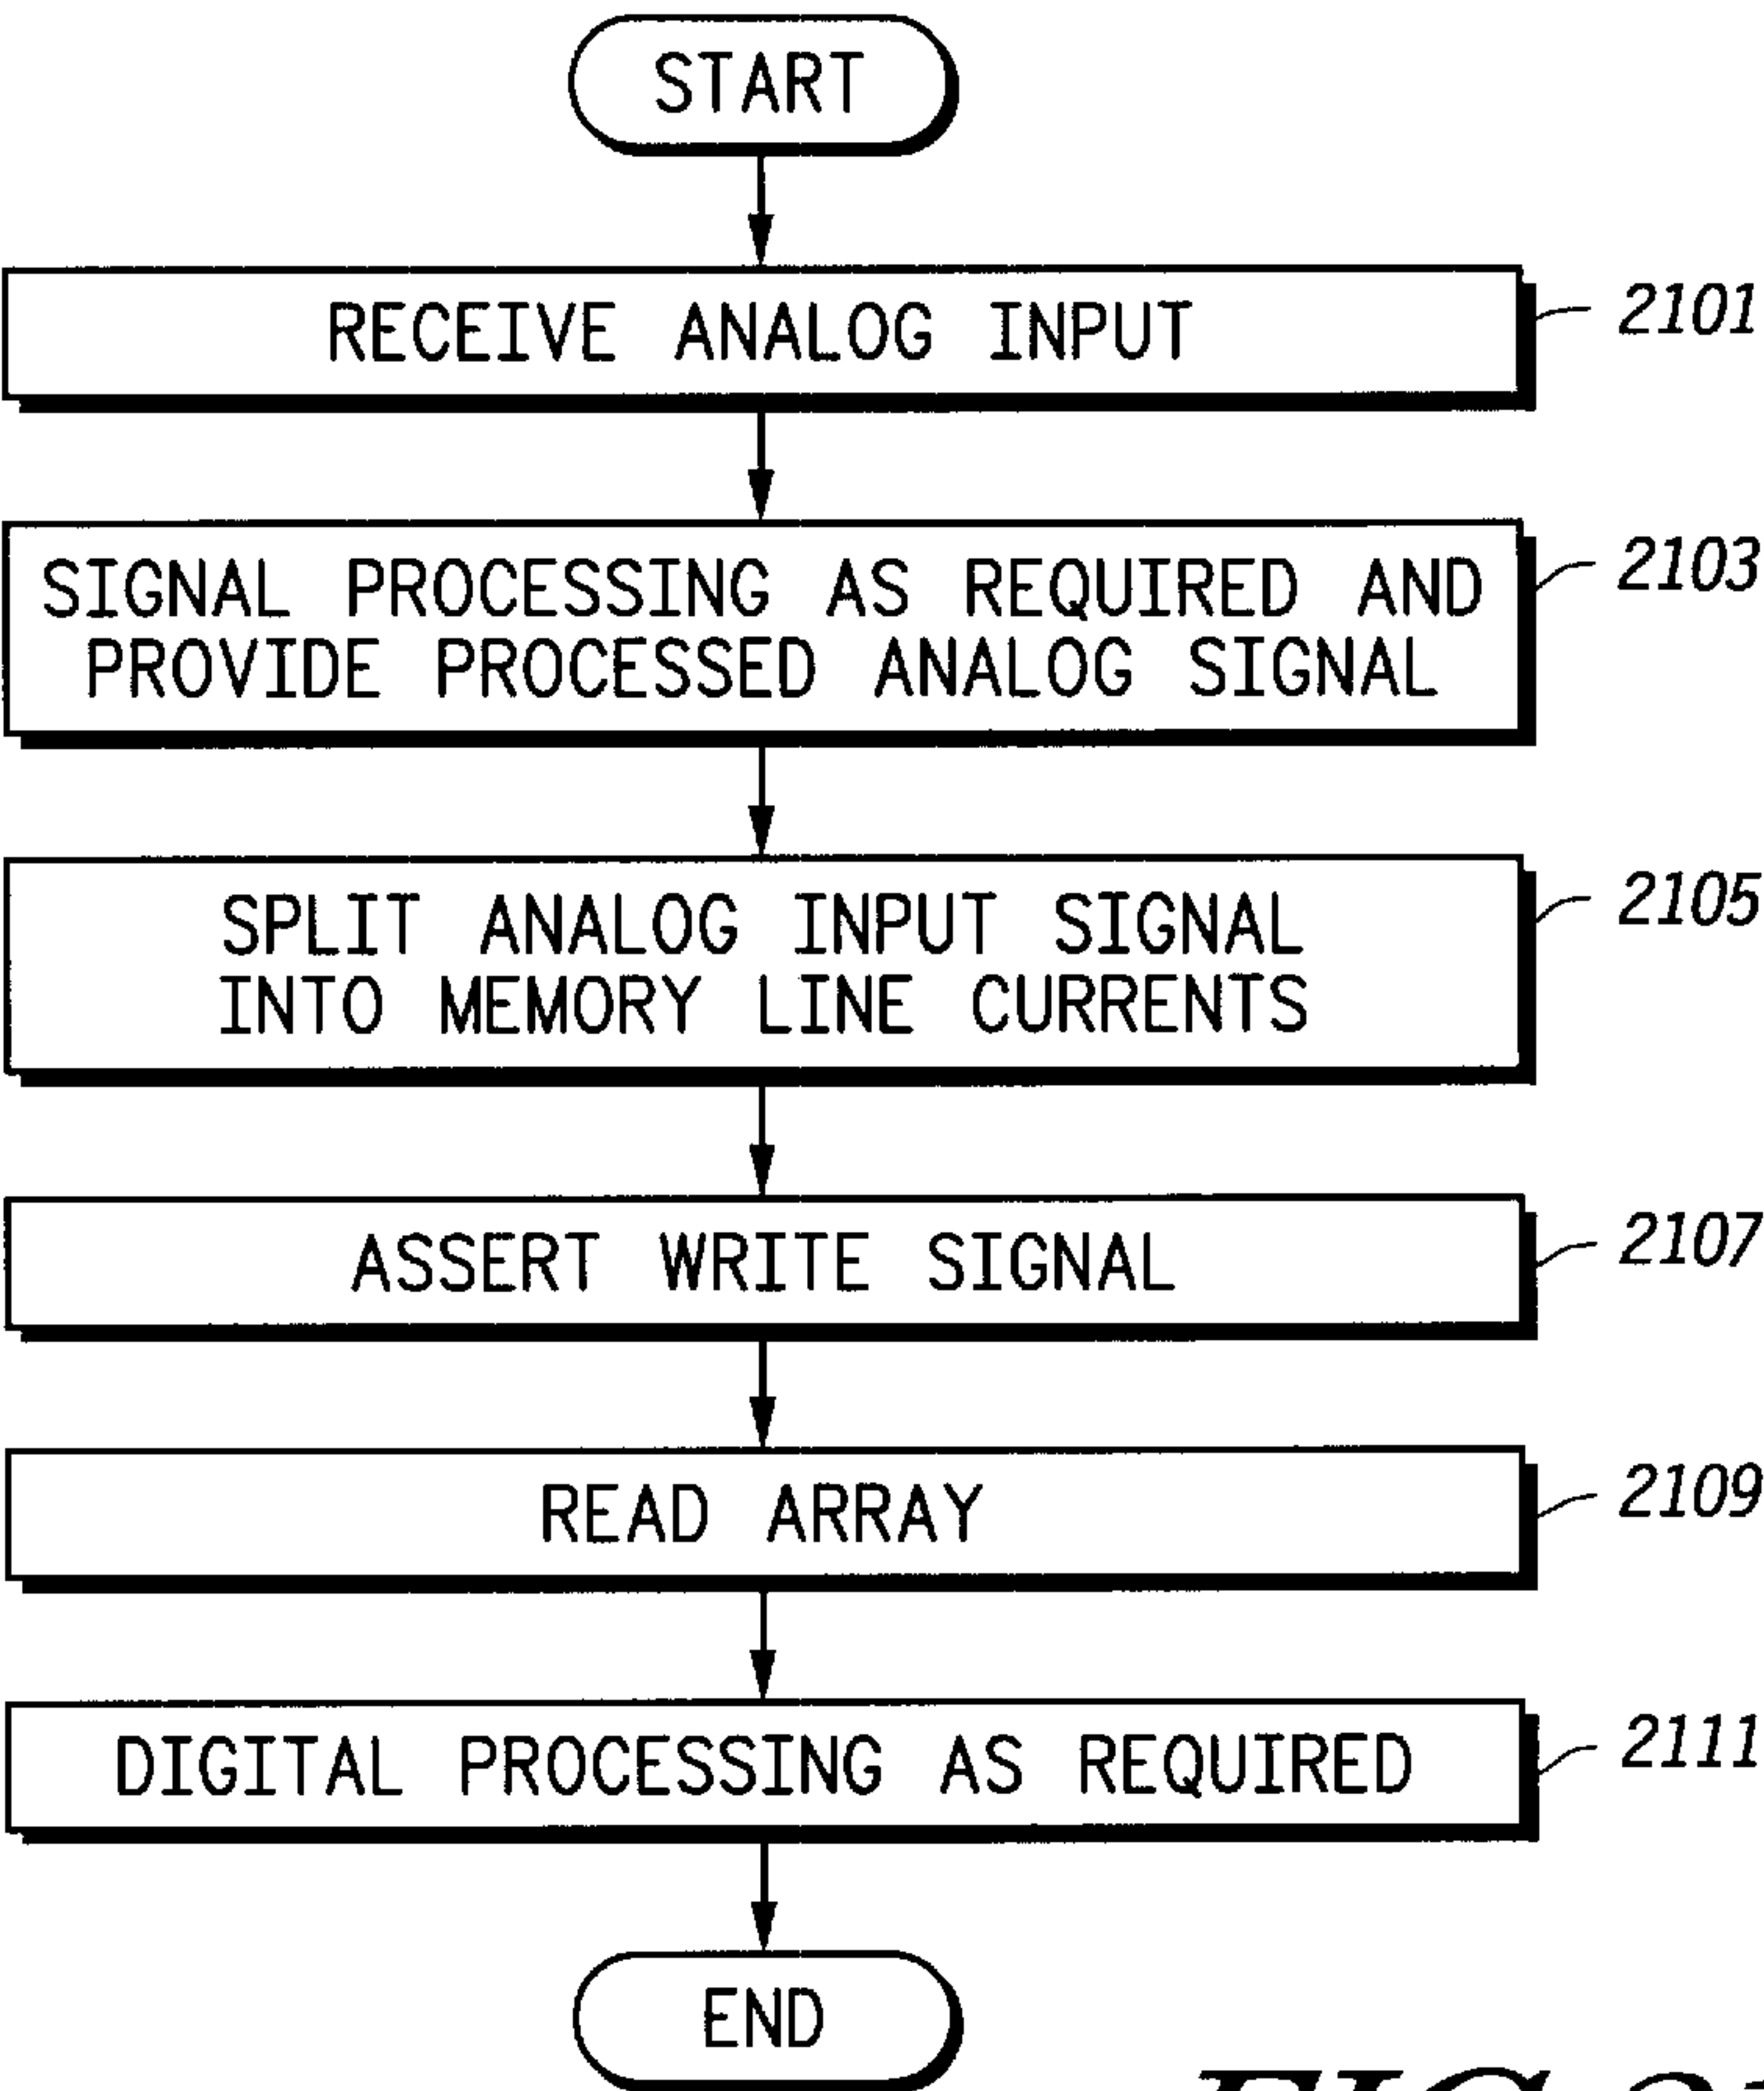 START
RECEIVE ANALOG INPUT
2101
SIGNAL PROCESSING AS REQUIRED AND
PROVIDE PROCESSED ANALOG SIGNAL
2103
SPLIT ANALOG INPUT SIGNAL
INTO MEMORY LINE CURRENTS
2105
ASSERT WRITE SIGNAL
2107
READ ARRAY
2109
DIGITAL PROCESSING AS REQUIRED
2111
END